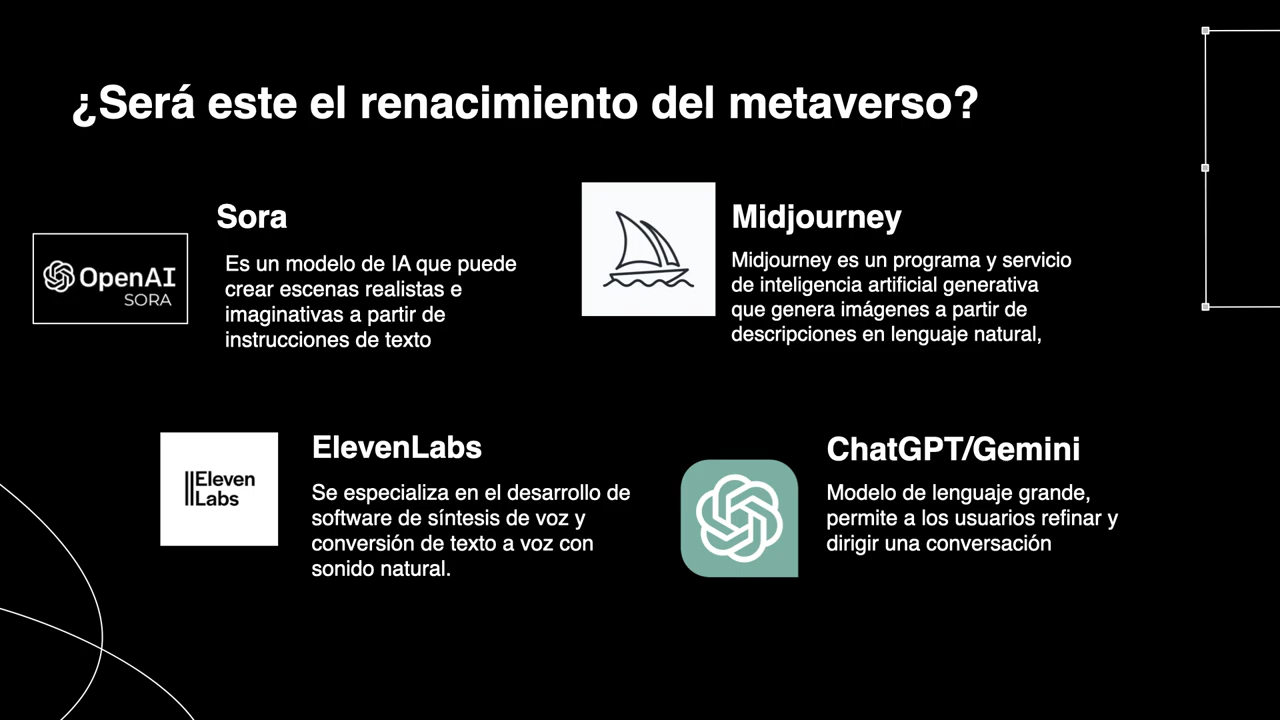 ¿Será este el renacimiento del metaverso?
OpenAI
SORA
Sora
Es un modelo de IA que puede
crear escenas realistas e
imaginativas a partir de
instrucciones de texto
Midjourney
Midjourney es un programa y servicio
de inteligencia artificial generativa
que genera imágenes a partir de
descripciones en lenguaje natural,
Eleven
Labs
ElevenLabs
Se especializa en el desarrollo de
software de síntesis de voz y
conversión de texto a voz con
sonido natural.
ChatGPT/Gemini
Modelo de lenguaje grande,
permite a los usuarios refinar y
dirigir una conversación